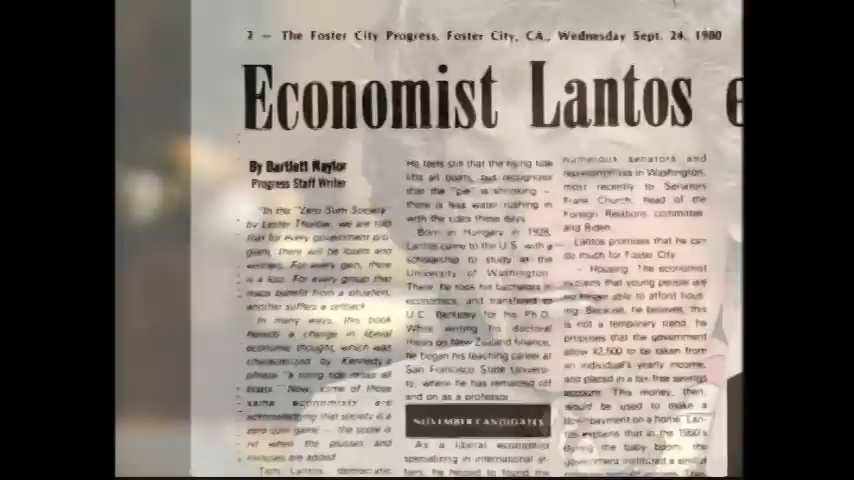 2 — The Foster City Progress, Foster City, CA., Wednesday Sept. 24, 1980
Economist Lantos e
By Bartlett Naylor
Progress Staff Writer
"In the "Zero Sum Society"
by Lester Thurow, we are told
that for every government pro-
gram, there will be losers and
winners. For every gain, there
is a loss. For every group that
must benefit from a situation,
another suffers a setback.
In many ways, this book
heralds a change in liberal
economic thought, which was
characterized by Kennedy's
phrase "a rising tide raises all
boats." Now, some of those
same economists are
acknowledging that society is a
zero sum game — the score is
nil when the plusses and
minuses are added.
Tom Lantos, democratic
He feels still that the rising tide
lifts all boats, but recognizes
that the "pie" is shrinking —
there is less water rushing in
with the tides these days.
Born in Hungary in 1928,
Lantos came to the U.S. with a
scholarship to study at the
University of Washington.
There, he took his bachelors in
economics, and transfered to
U.C. Berkeley for his Ph.D.
While writing his doctoral
thesis on New Zealand finance,
he began his teaching career at
San Francisco State Universi-
ty, where he has remained off
and on as a professor.
NOVEMBER CANDIDATES
As a liberal economist
specializing in international af-
fairs, he helped to found the
numerous senators and
representatives in Washington,
most recently to Senators
Frank Church, head of the
Foreign Relations committee
and Biden.
Lantos promises that he can
do much for Foster City.
— Housing. The economist
explains that young people are
no longer able to afford hous-
ing. Because, he believes, this
is not a temporary trend, he
proposes that the government
allow $2,500 to be taken from
an individual's yearly income,
and placed in a tax-free savings
account. This money, then,
would be used to make a
downpayment on a home. Lan-
tos explains that in the 1950's
during the baby boom, the
government instituted a similar